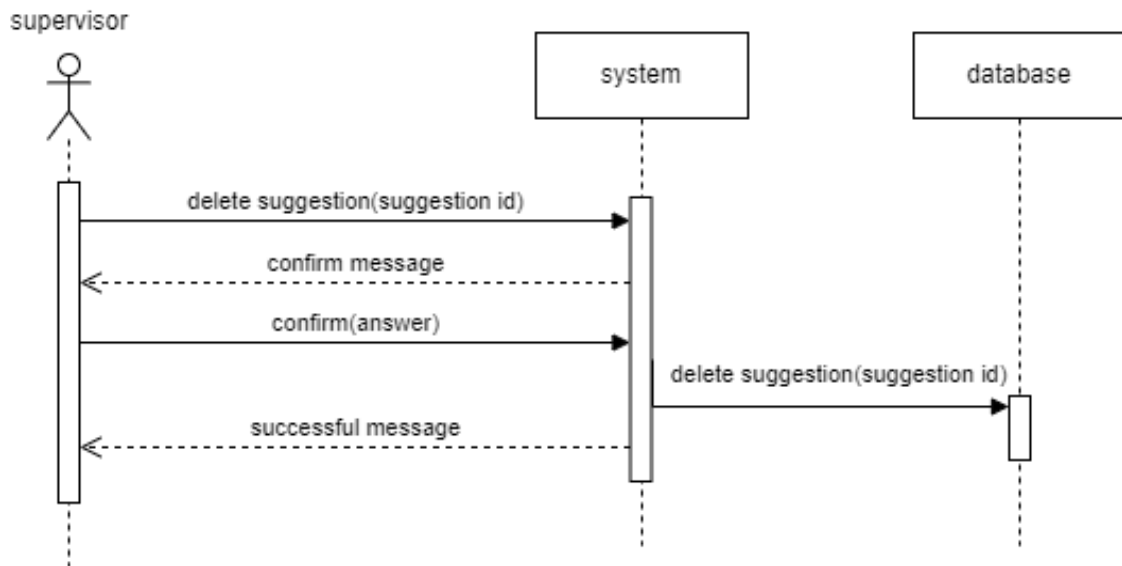 supervisor
system
database
delete suggestion(suggestion id)
confirm message
confirm(answer)
delete suggestion(suggestion id)
successful message